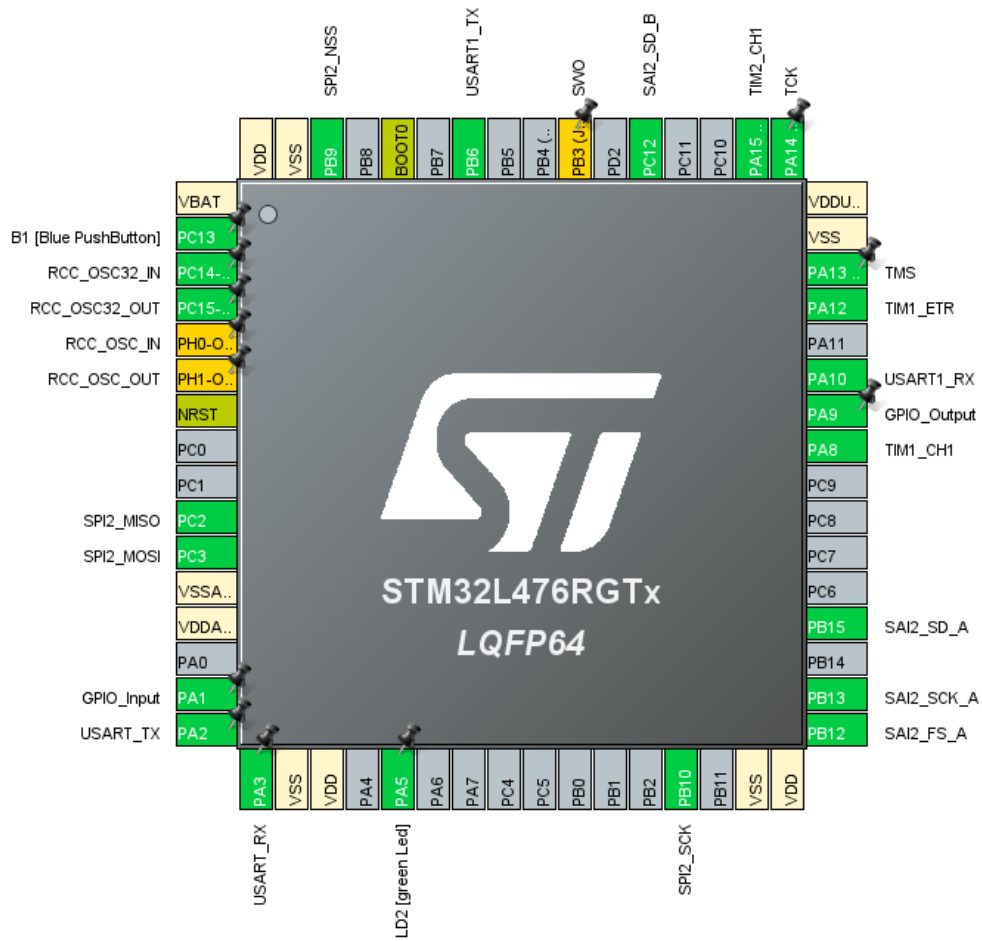 SPI2_NSS
USART1_TX
SWO
SAI2_SD_B
TIM2_CH1
TCK
VDD
VSS
PB9
PB8
BOOT0
PB7
PB6
PB5
PB4 (..
PB3 (J..
PD2
PC12
PC11
PC10
PA15 ..
PA14 ..
VBAT
B1 [Blue PushButton] PC13
RCC_OSC32_IN PC14-..
RCC_OSC32_OUT PC15-..
RCC_OSC_IN PH0-O..
RCC_OSC_OUT PH1-O..
NRST
PC0
PC1
SPI2_MISO PC2
SPI2_MOSI PC3
VSSA..
VDDA..
PA0
GPIO_Input PA1
USART_TX PA2
STM32L476RGTx
LQFP64
VDDU..
VSS
PA13 .. TMS
PA12 TIM1_ETR
PA11
PA10 USART1_RX
PA9 GPIO_Output
PA8 TIM1_CH1
PC9
PC8
PC7
PC6
PB15 SAI2_SD_A
PB14
PB13 SAI2_SCK_A
PB12 SAI2_FS_A
PA3
VSS
VDD
PA4
PA5
PA6
PA7
PC4
PC5
PB0
PB1
PB2
PB10
PB11
VSS
VDD
USART_RX
LD2 [green Led]
SPI2_SCK